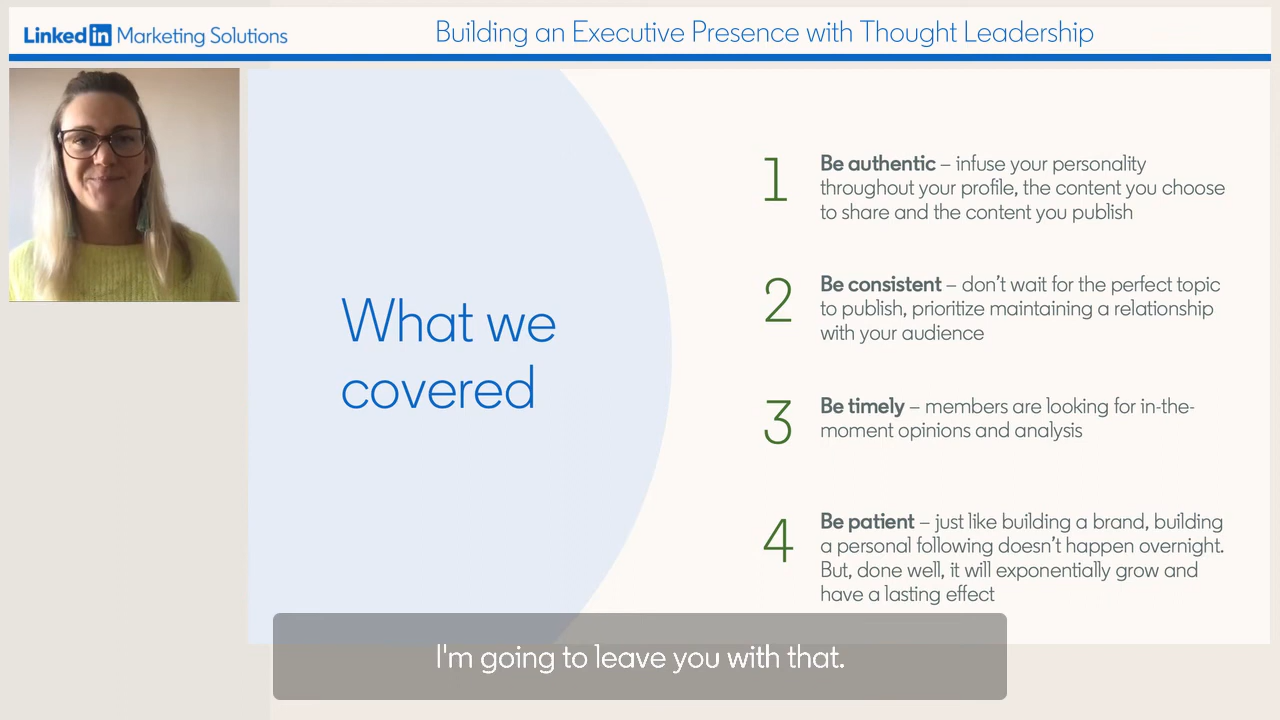 LinkedIn Marketing Solutions
Building an Executive Presence with Thought Leadership
What we
covered
1
Be authentic – infuse your personality
throughout your profile, the content you choose
to share and the content you publish
2
Be consistent – don't wait for the perfect topic
to publish, prioritize maintaining a relationship
with your audience
3
Be timely – members are looking for in-the-
moment opinions and analysis
4
Be patient – just like building a brand, building
a personal following doesn't happen overnight.
But, done well, it will exponentially grow and
have a lasting effect
I'm going to leave you with that.